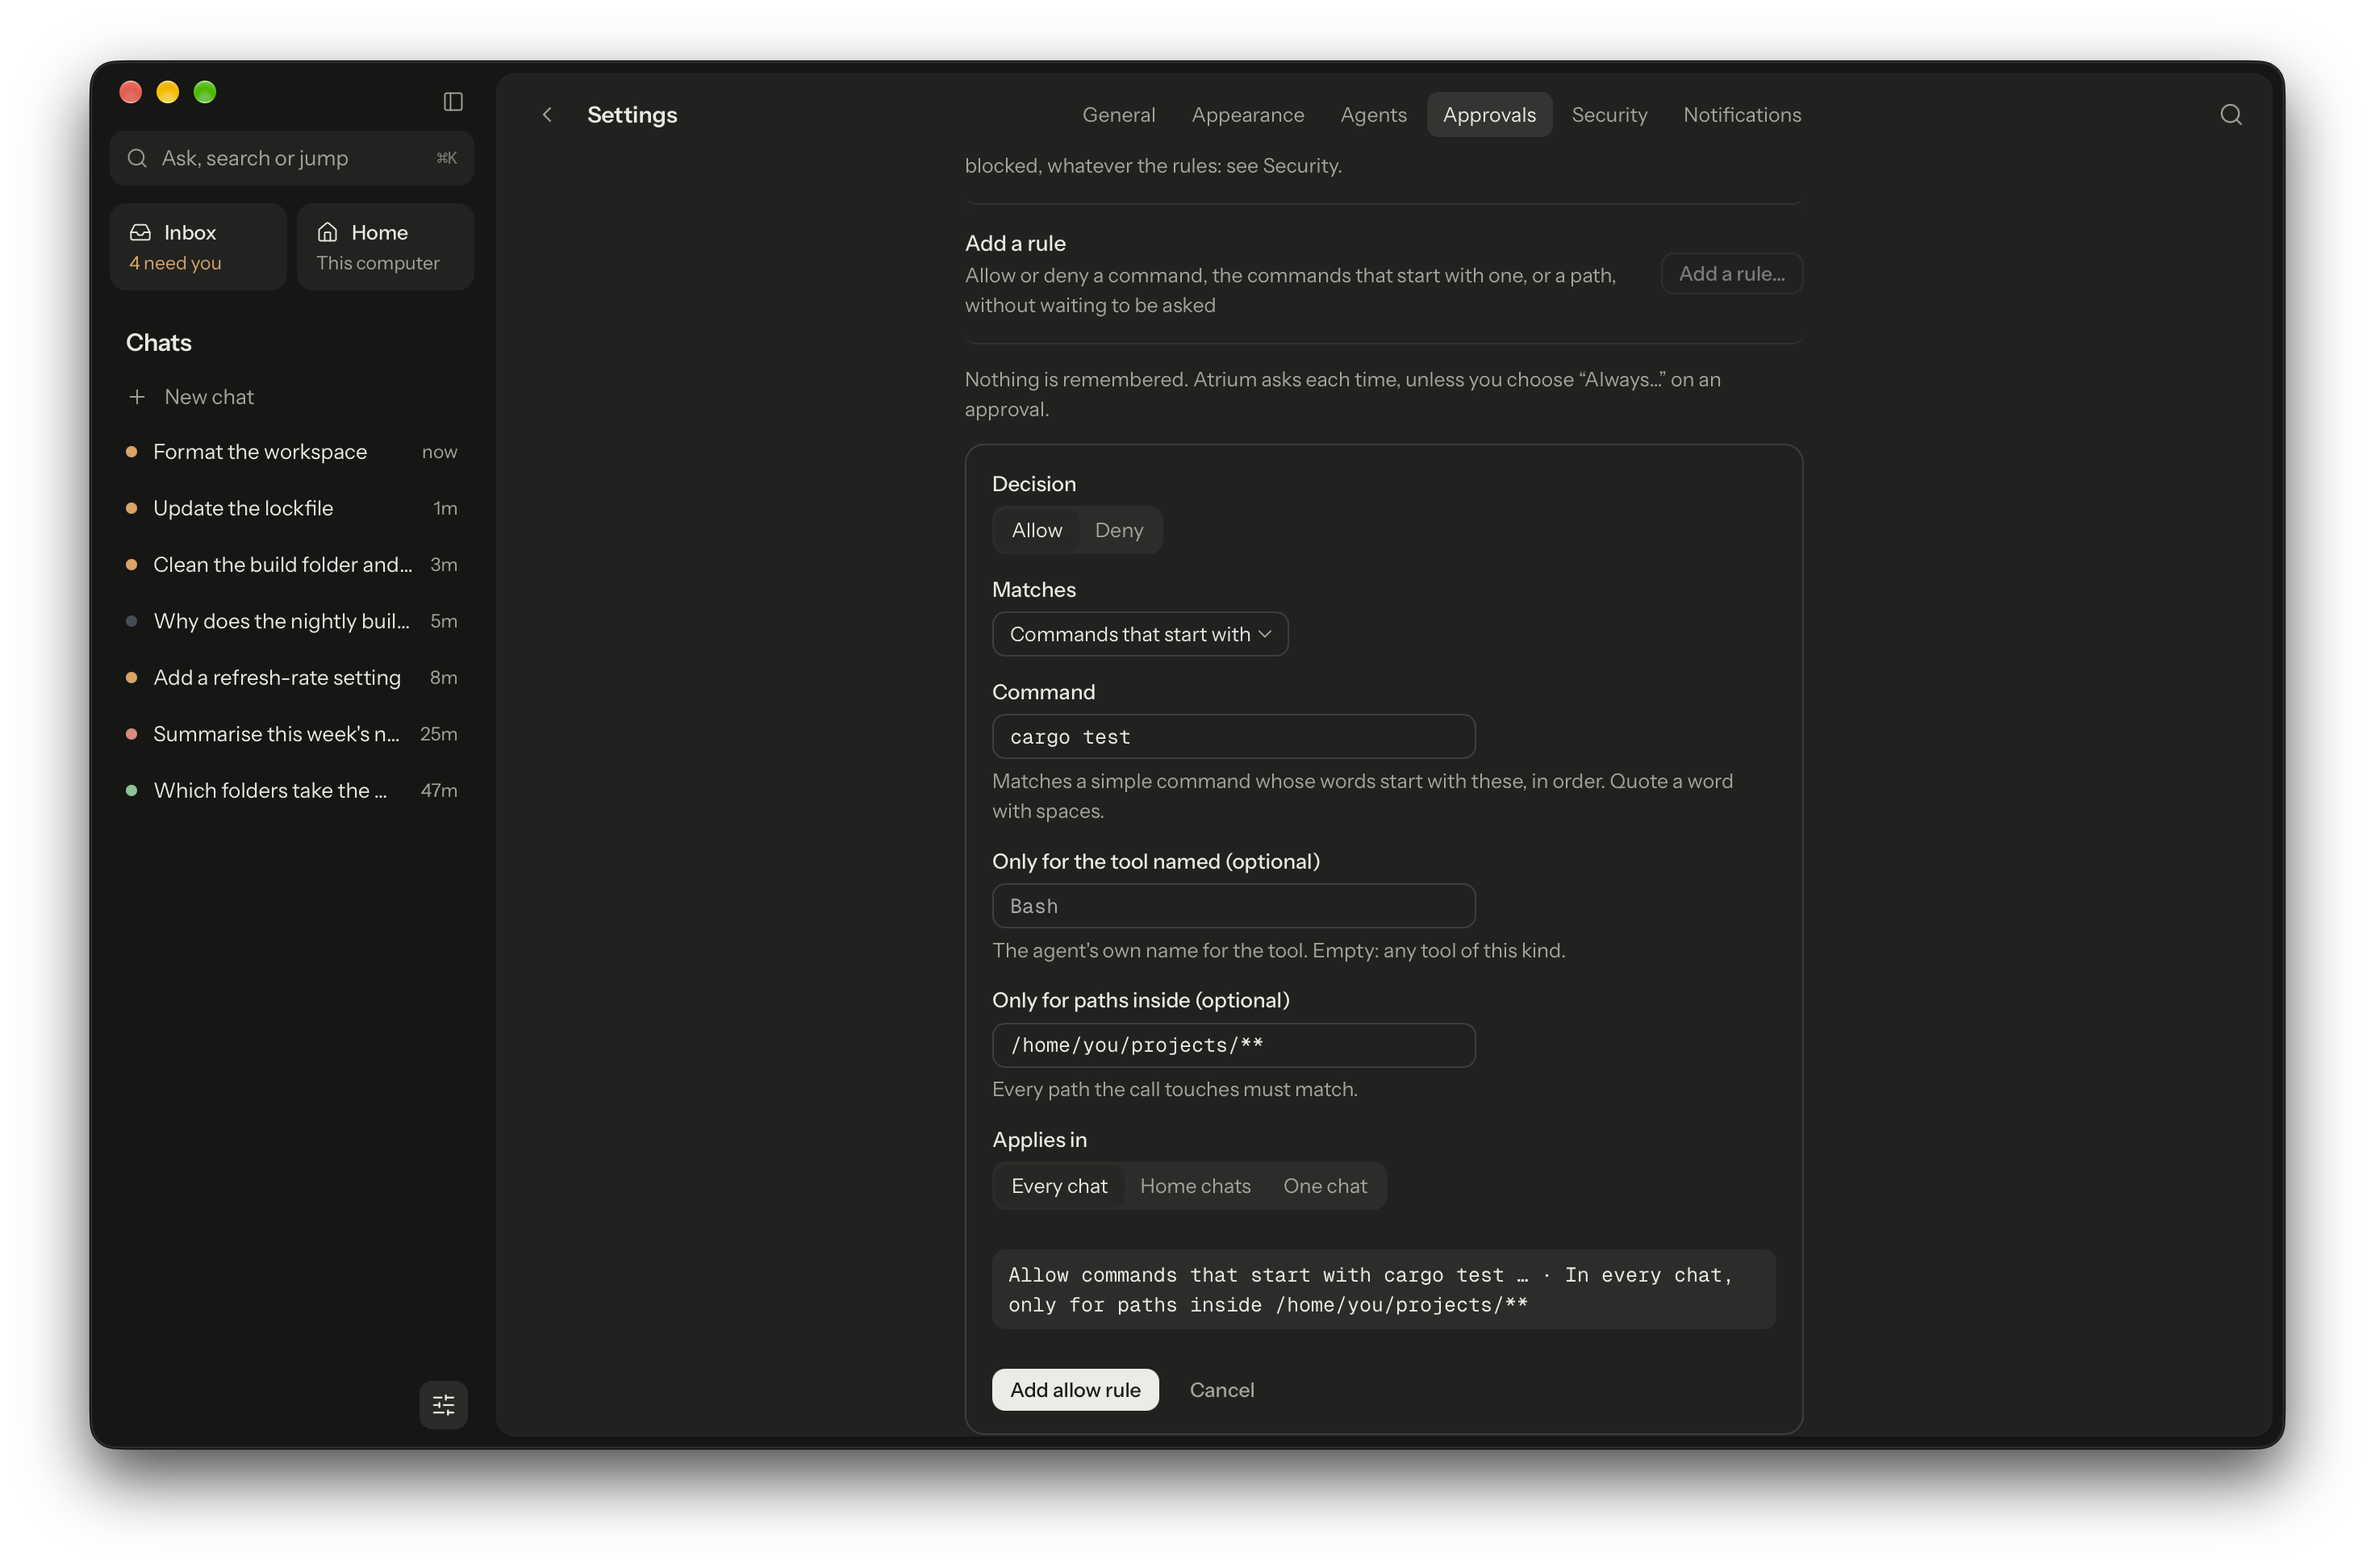 Ask, search or jump ⌘K
Inbox
4 need you
Home
This computer
Chats
New chat
Format the workspace now
Update the lockfile 1m
Clean the build folder and... 3m
Why does the nightly buil... 5m
Add a refresh-rate setting 8m
Summarise this week's n... 25m
Which folders take the ... 47m
Settings
General Appearance Agents Approvals Security Notifications
blocked, whatever the rules: see Security.
Add a rule
Allow or deny a command, the commands that start with one, or a path,
without waiting to be asked
Add a rule...
Nothing is remembered. Atrium asks each time, unless you choose “Always...” on an
approval.
Decision
Allow Deny
Matches
Commands that start with
Command
cargo test
Matches a simple command whose words start with these, in order. Quote a word
with spaces.
Only for the tool named (optional)
Bash
The agent's own name for the tool. Empty: any tool of this kind.
Only for paths inside (optional)
/home/you/projects/**
Every path the call touches must match.
Applies in
Every chat Home chats One chat
Allow commands that start with cargo test … · In every chat,
only for paths inside /home/you/projects/**
Add allow rule Cancel